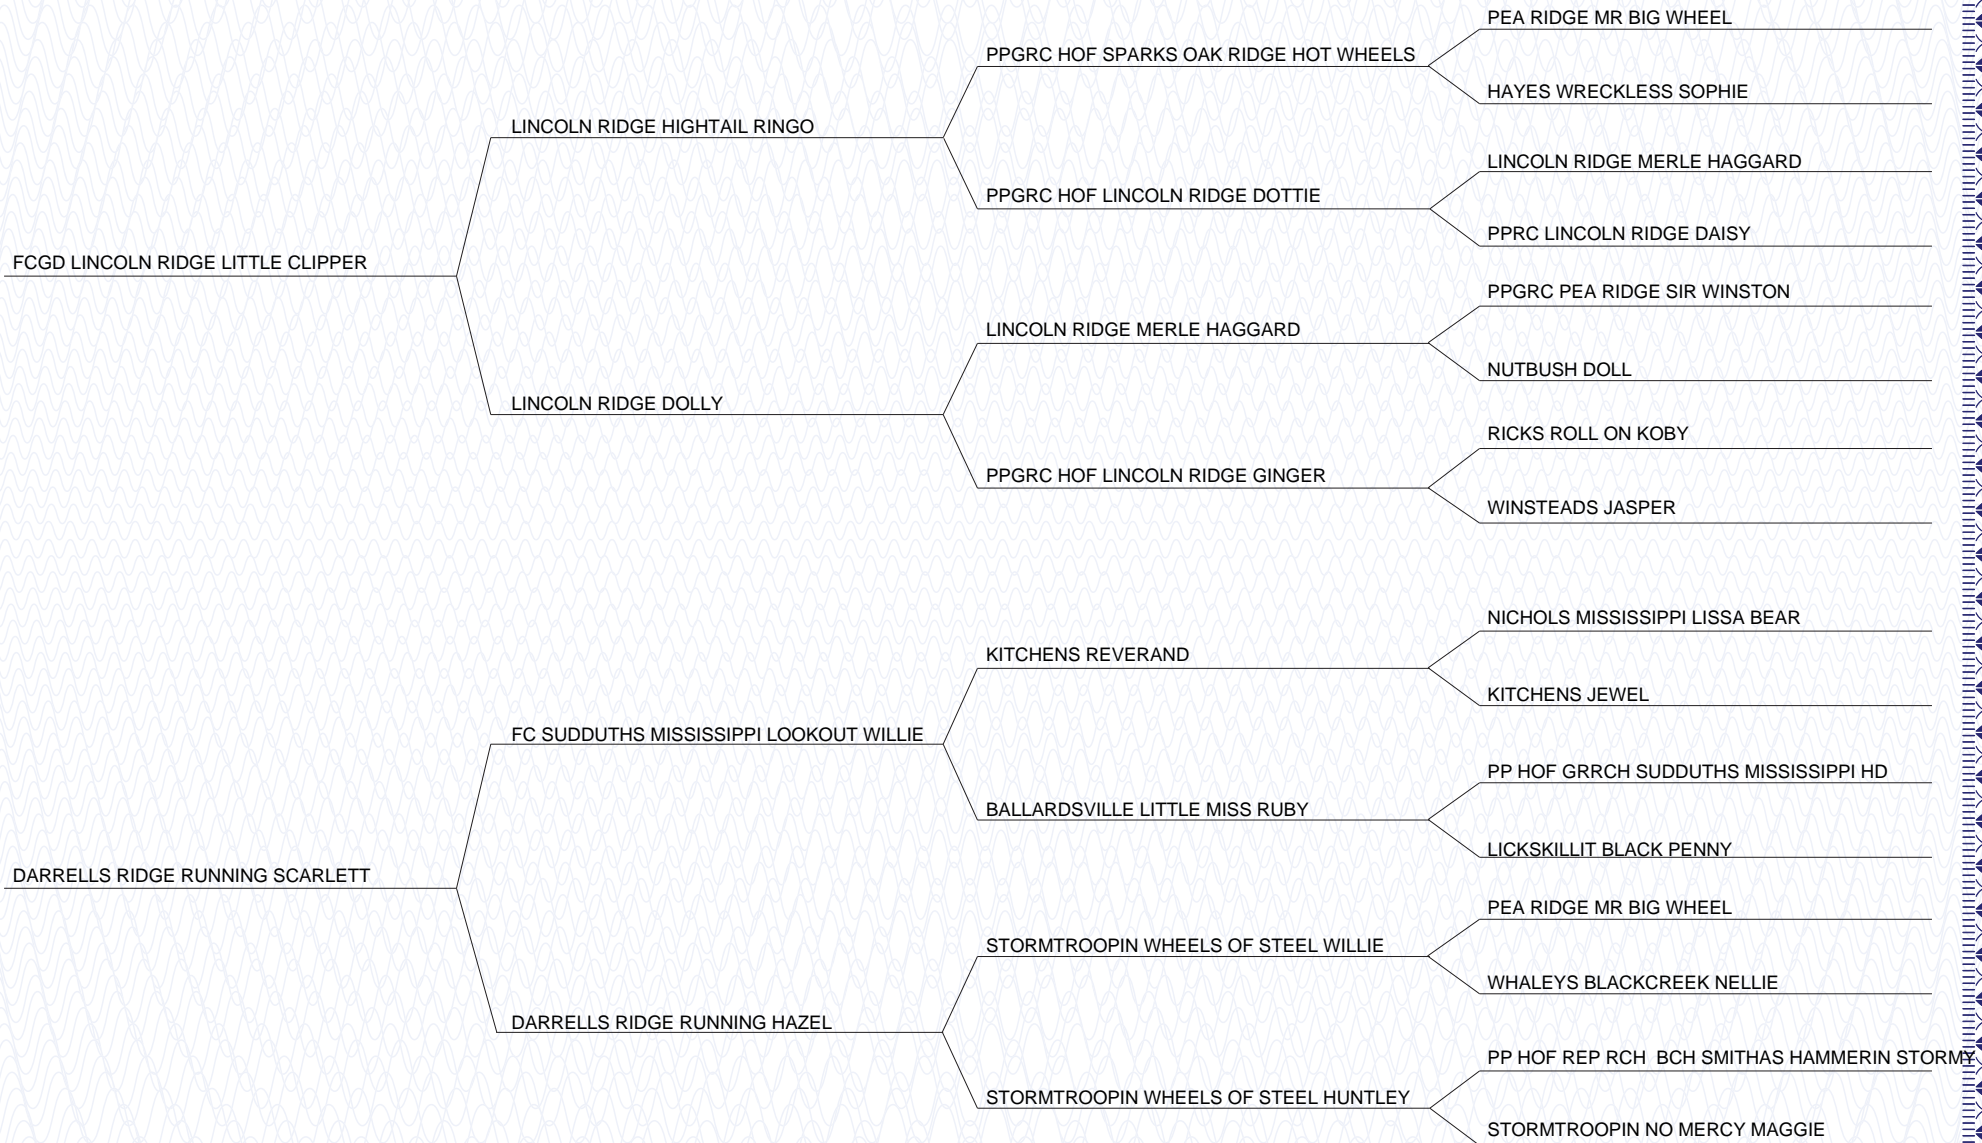 PEA RIDGE MR BIG WHEEL
PPGRC HOF SPARKS OAK RIDGE HOT WHEELS
HAYES WRECKLESS SOPHIE
LINCOLN RIDGE HIGHTAIL RINGO
LINCOLN RIDGE MERLE HAGGARD
PPGRC HOF LINCOLN RIDGE DOTTIE
PPRC LINCOLN RIDGE DAISY
FCGD LINCOLN RIDGE LITTLE CLIPPER
PPGRC PEA RIDGE SIR WINSTON
LINCOLN RIDGE MERLE HAGGARD
NUTBUSH DOLL
LINCOLN RIDGE DOLLY
RICKS ROLL ON KOBY
PPGRC HOF LINCOLN RIDGE GINGER
WINSTEADS JASPER
NICHOLS MISSISSIPPI LISSA BEAR
KITCHENS REVERAND
KITCHENS JEWEL
FC SUDDUTHS MISSISSIPPI LOOKOUT WILLIE
PP HOF GRRCH SUDDUTHS MISSISSIPPI HD
BALLARDSVILLE LITTLE MISS RUBY
LICKSKILLIT BLACK PENNY
DARRELLS RIDGE RUNNING SCARLETT
PEA RIDGE MR BIG WHEEL
STORMTROOPIN WHEELS OF STEEL WILLIE
WHALEYS BLACKCREEK NELLIE
DARRELLS RIDGE RUNNING HAZEL
PP HOF REP RCH  BCH SMITHAS HAMMERIN STORMY
STORMTROOPIN WHEELS OF STEEL HUNTLEY
STORMTROOPIN NO MERCY MAGGIE